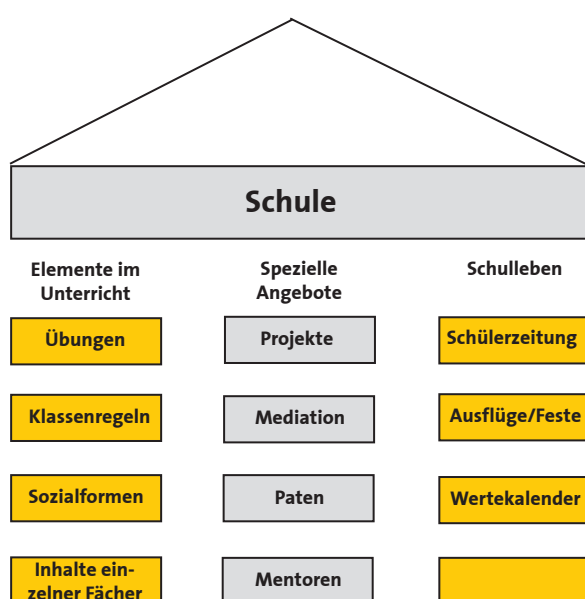 Schule
Elemente im
Unterricht
Übungen
Klassenregeln
Sozialformen
Inhalte ein-
zelner Fächer
Spezielle
Angebote
Projekte
Mediation
Paten
Mentoren
Schulleben
Schülerzeitung
Ausflüge/Feste
Wertekalender